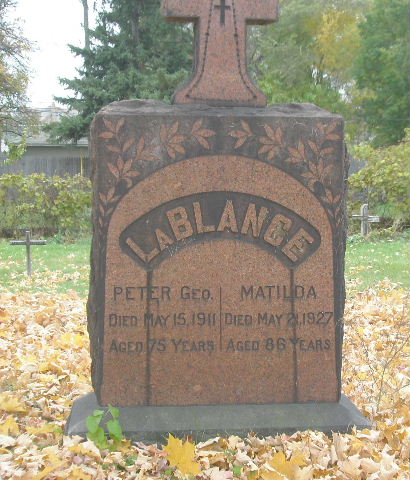 LaBLANGE
PETER GEO.
DIED MAY 15, 1911
AGED 75 YEARS
MATILDA
DIED MAY 21, 1927
AGED 86 YEARS